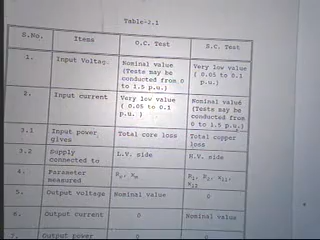 Table-2.1
S.No. Items O.C. Test S.C. Test
1. Input Voltag. Nominal value (Tests may be conducted from 0 to 1.5 p.u.) Very low value ( 0.05 to 0.1 p.u.)
2. Input current Very low value ( 0.05 to 0.1 p.u. ) Nominal value (Tests may be conducted from 0 to 1.5 p.u.)
3.1 Input power gives Total core loss Total copper loss
3.2 Supply connected to L.V. side H.V. side
4. Parameter measured
5. Output voltage Nominal value 0
6. Output current 0 Nominal value
7. Output power 0 0